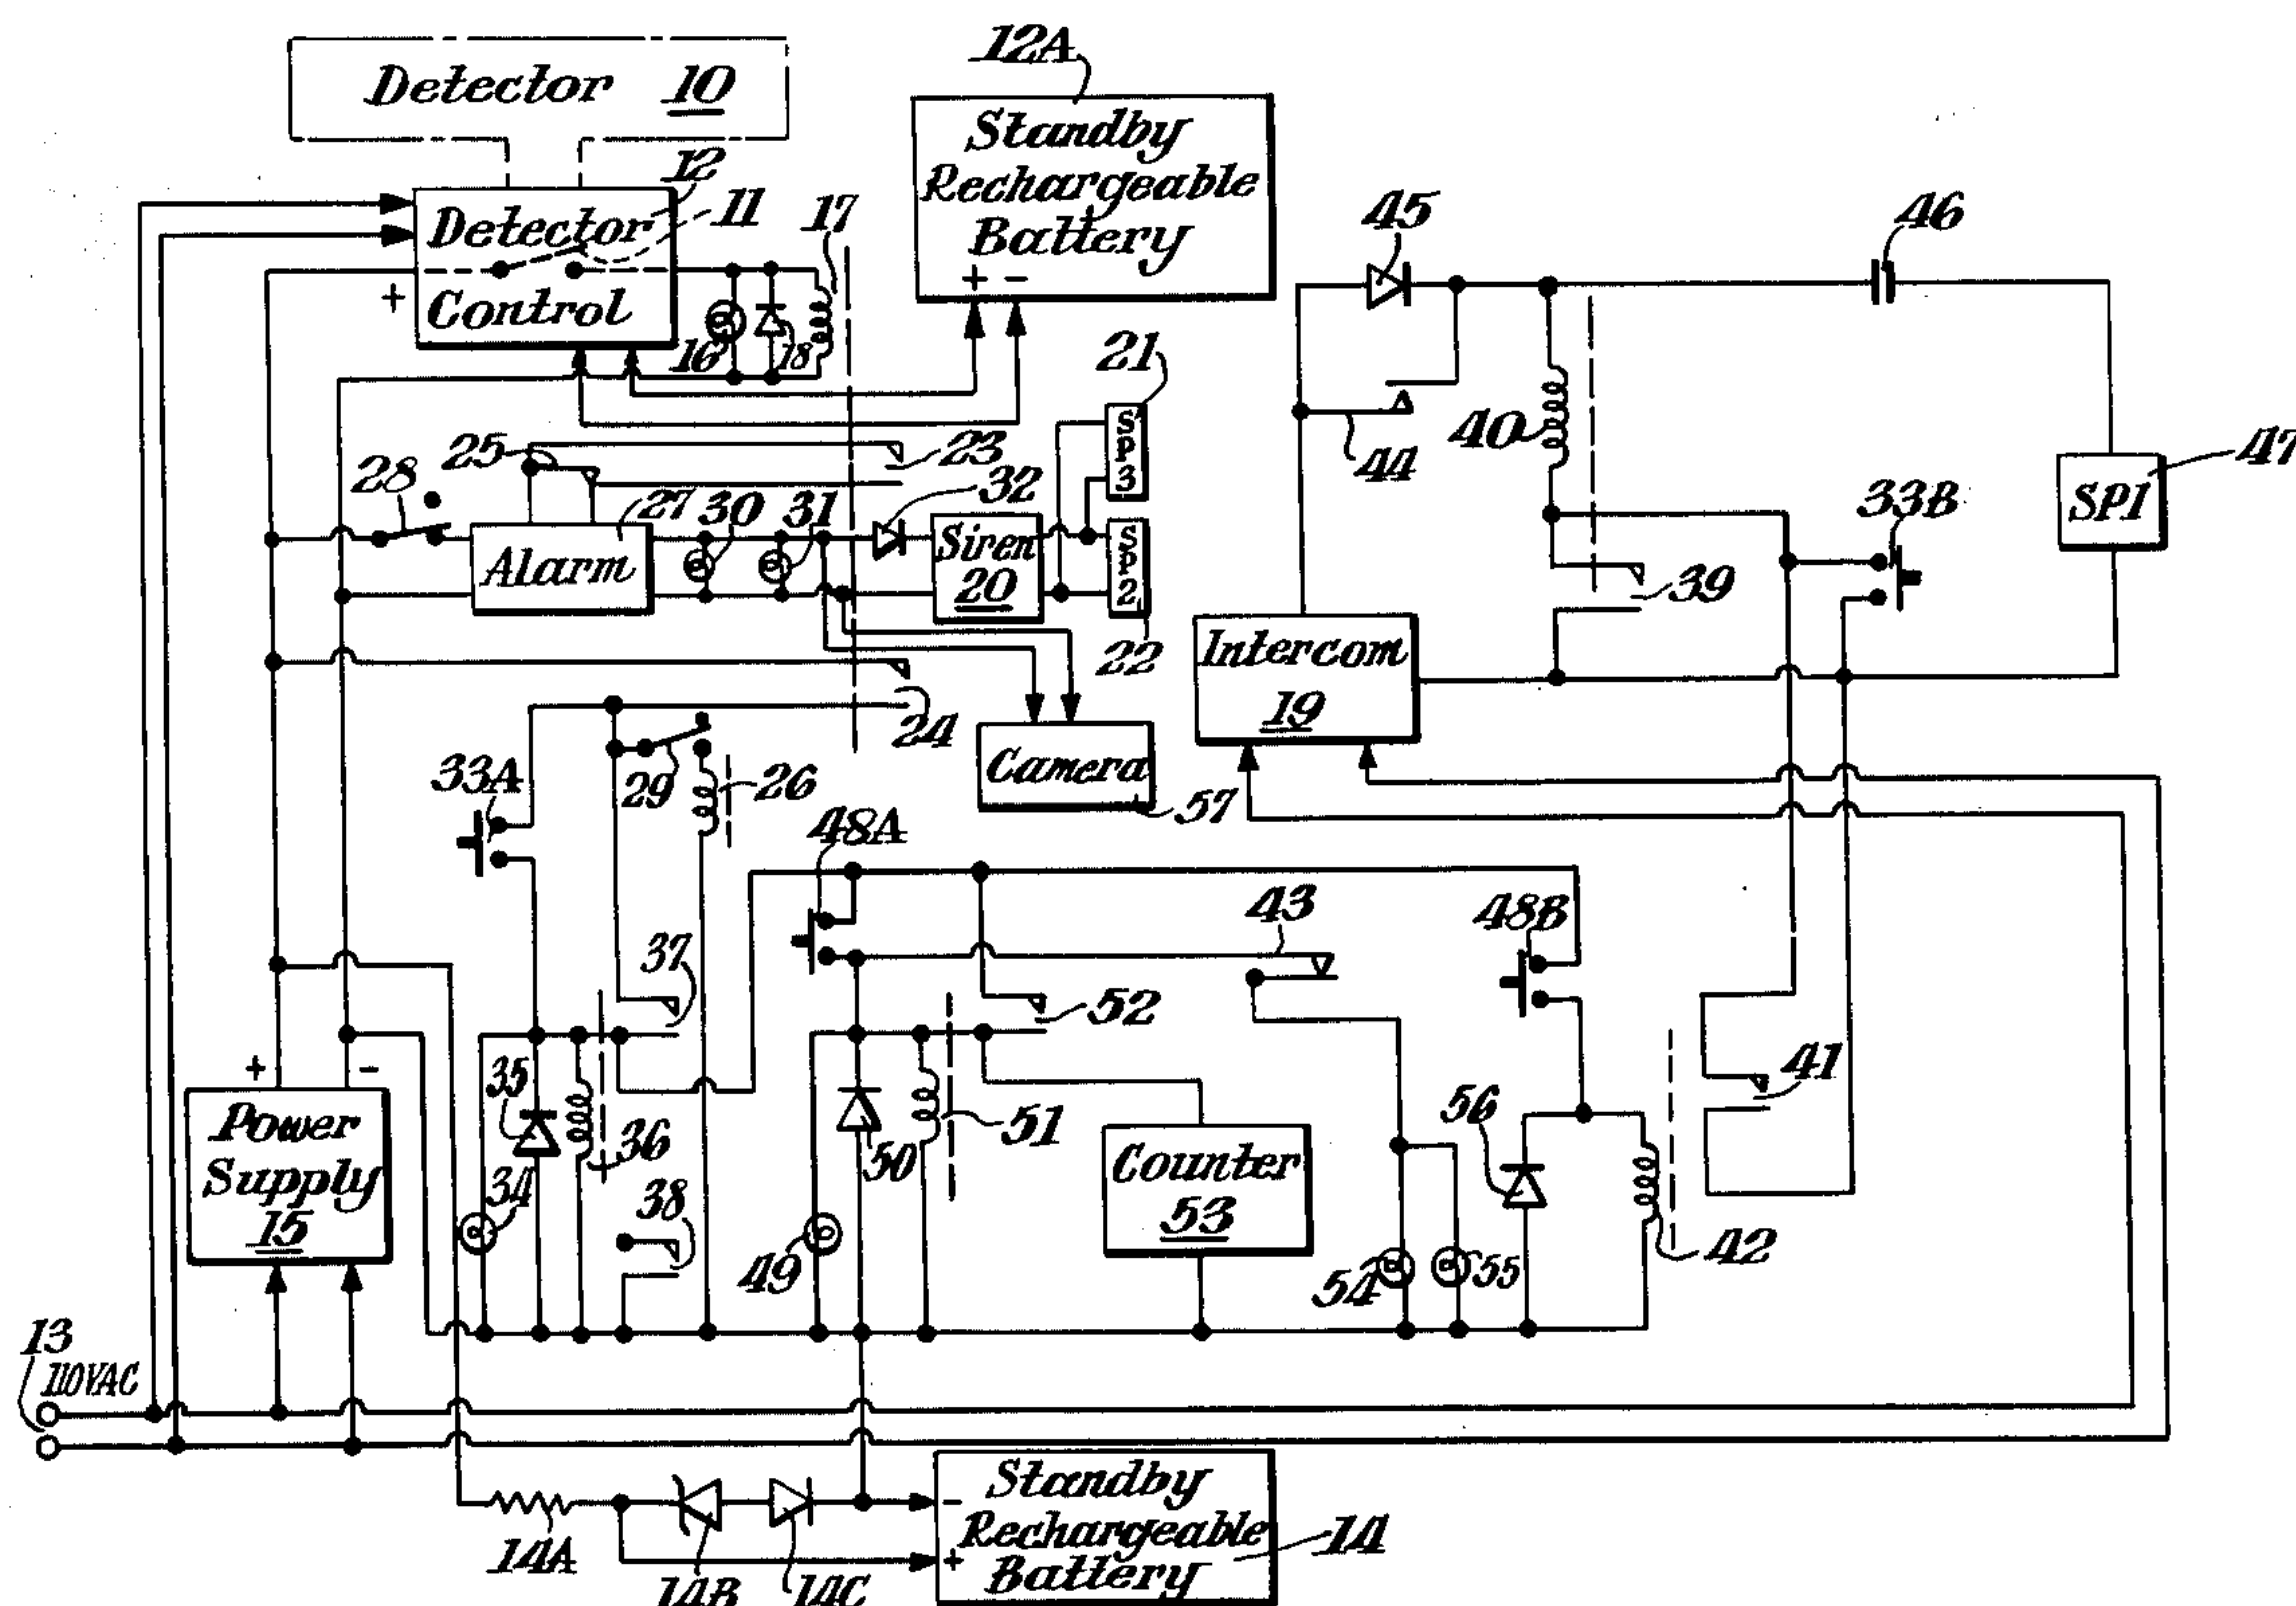 12A
Detector 10
Standby
Rechargeable
Battery
+ -
12
11
17
Detector
Control
+
16
18
45
46
21
SP3
40
44
47
SP1
25
23
28
27
30
31
32
33B
Alarm
Siren
20
SP2
22
39
Intercom
19
24
33A
29
26
Camera
57
48A
43
48B
37
52
+ -
Power
Supply
15
35
36
50
51
56
41
34
38
Counter
53
49
54
55
42
13
110VAC
14A
14B
14C
-
+
Standby
Rechargeable
Battery
14